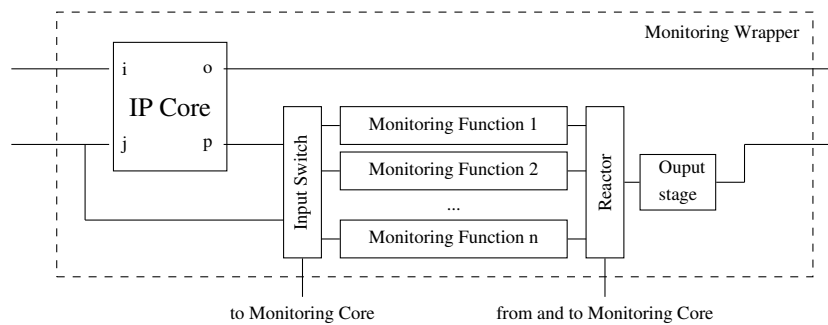 Monitoring Wrapper
i o
IP Core
j p
Input Switch
Monitoring Function 1
Monitoring Function 2
...
Monitoring Function n
Reactor
Ouput
stage
to Monitoring Core
from and to Monitoring Core